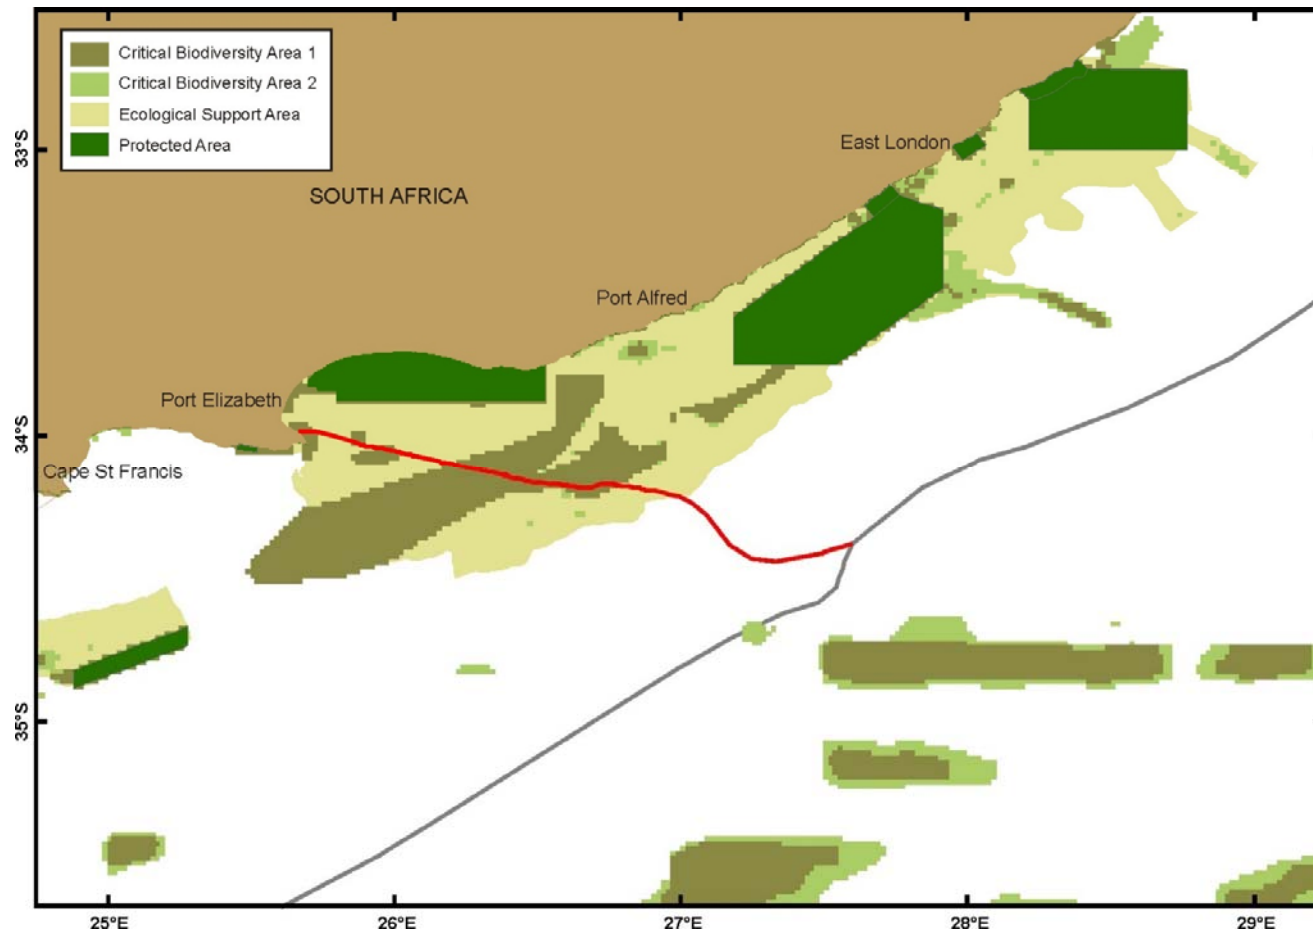 Critical Biodiversity Area 1
Critical Biodiversity Area 2
Ecological Support Area
Protected Area
33°S
East London
SOUTH AFRICA
Port Alfred
Port Elizabeth
34°S
Cape St Francis
35°S
25°E
26°E
27°E
28°E
29°E